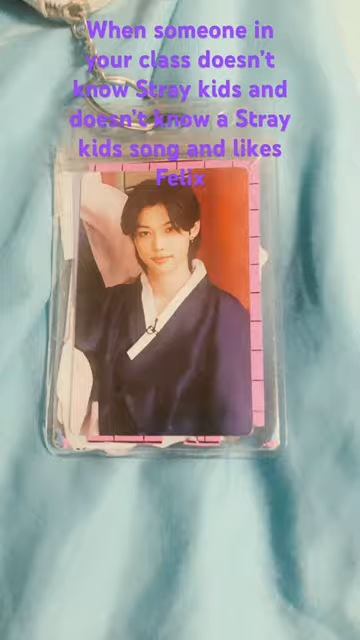 When someone in
your class doesn't
know Stray kids and
doesn't know a Stray
kids song and likes
Felix